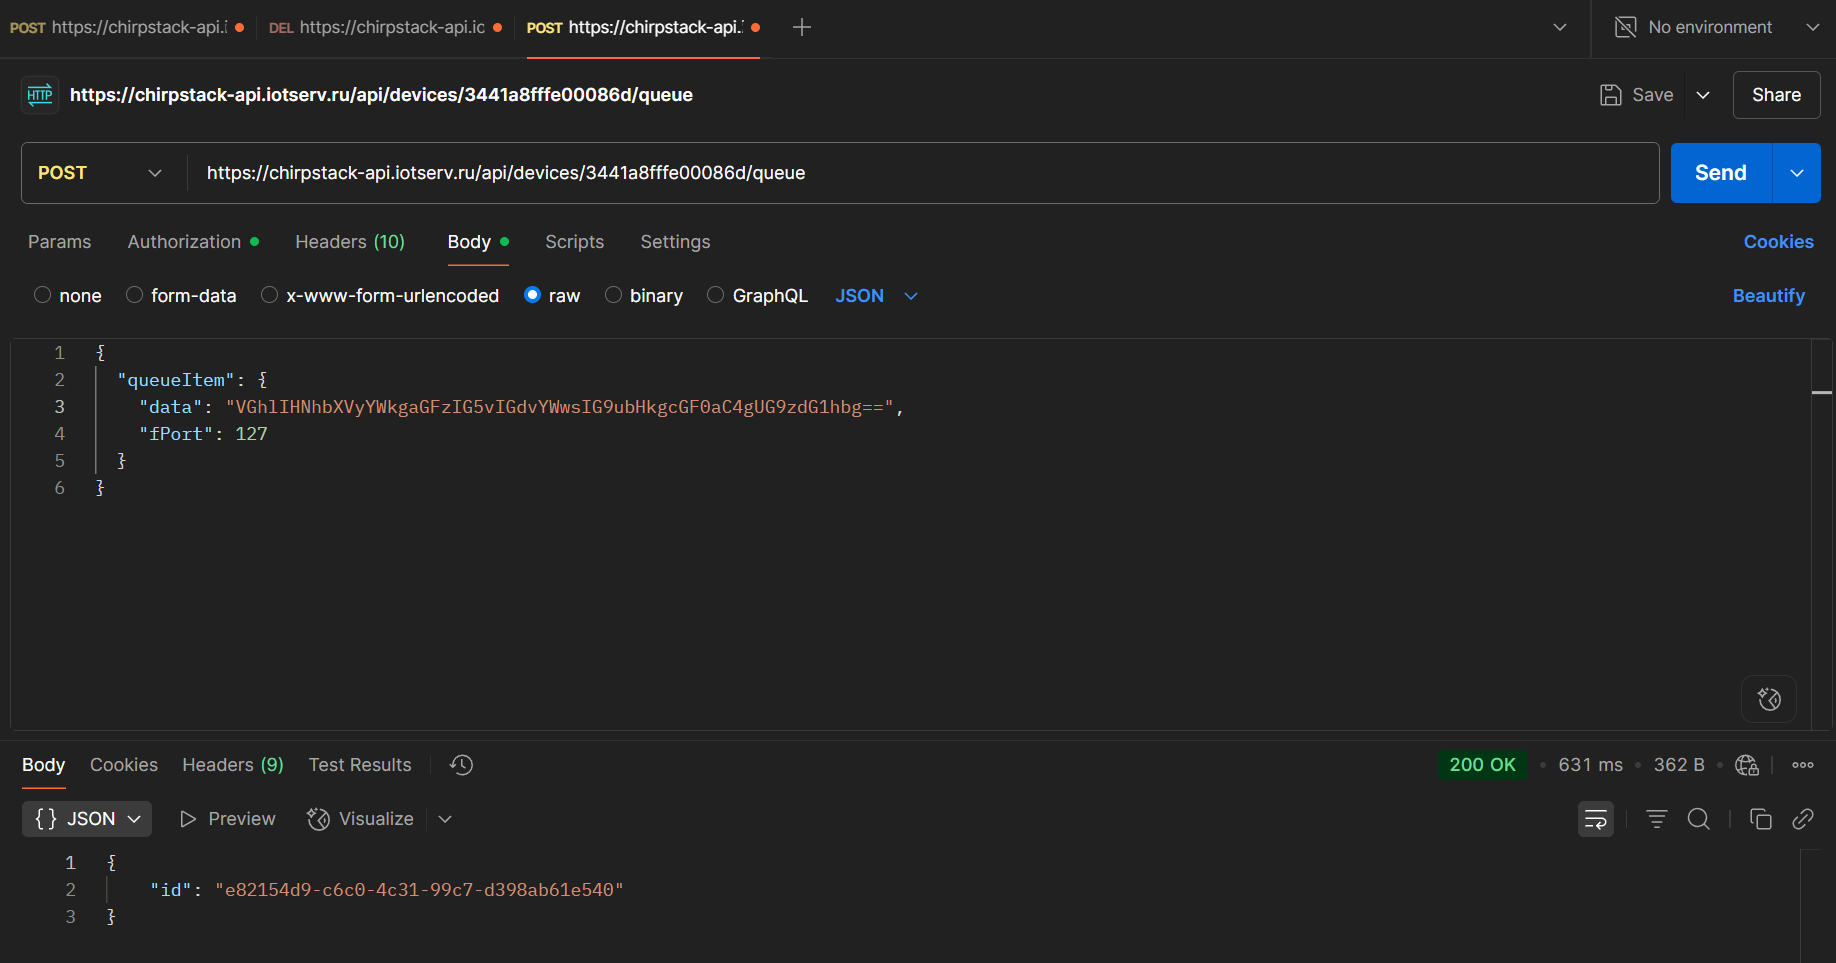 POST https://chirpstack-api.i
DEL https://chirpstack-api.io
POST https://chirpstack-api.
No environment
HTTP https://chirpstack-api.iotserv.ru/api/devices/3441a8fffe00086d/queue
Save
Share
POST https://chirpstack-api.iotserv.ru/api/devices/3441a8fffe00086d/queue
Send
Params Authorization Headers (10) Body Scripts Settings Cookies
none form-data x-www-form-urlencoded raw binary GraphQL JSON Beautify
1 {
2 "queueItem": {
3 "data": "VGhlIHNhbXVyYWkgaGFzIG5vIGdvYWwsIG9ubHkgcGF0aC4gUG9zdG1hbg==",
4 "fPort": 127
5 }
6 }
Body Cookies Headers (9) Test Results 200 OK • 631 ms • 362 B •
{} JSON Preview Visualize
1 {
2 "id": "e82154d9-c6c0-4c31-99c7-d398ab61e540"
3 }